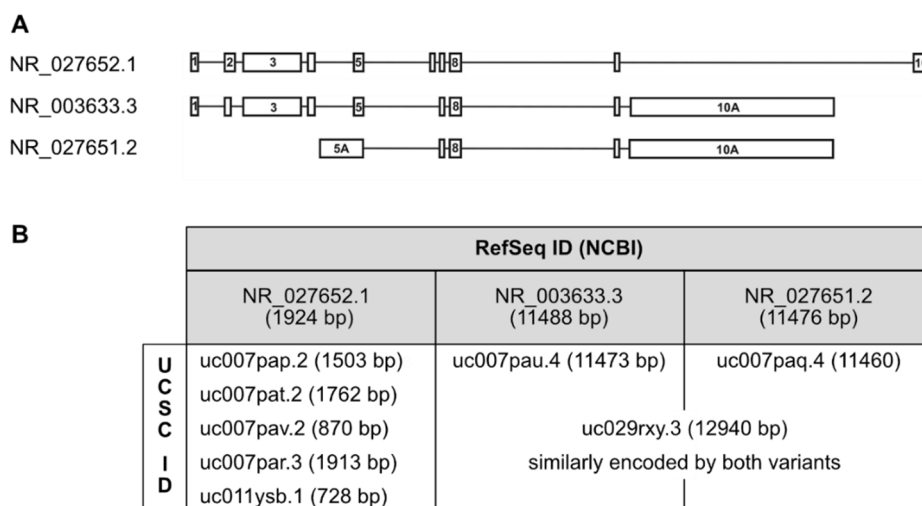 A
NR_027652.1
1 2 3 5 8
NR_003633.3
1 3 5 8 10A
NR_027651.2
5A 8 10A
B
RefSeq ID (NCBI)
NR_027652.1 NR_003633.3 NR_027651.2
(1924 bp) (11488 bp) (11476 bp)
UCSC ID
uc007pap.2 (1503 bp) uc007pau.4 (11473 bp) uc007paq.4 (11460)
uc007pat.2 (1762 bp)
uc007pav.2 (870 bp) uc029rxy.3 (12940 bp)
uc007par.3 (1913 bp) similarly encoded by both variants
uc011ysb.1 (728 bp)